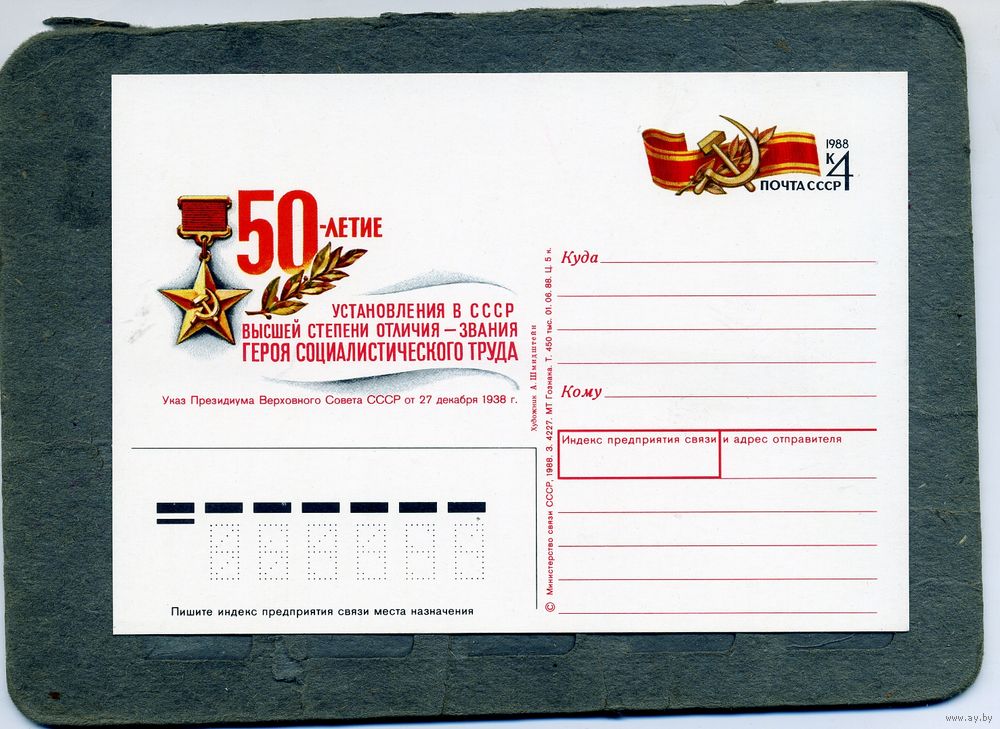 1988
к
4
ПОЧТА СССР
50-ЛЕТИЕ
УСТАНОВЛЕНИЯ В СССР
ВЫСШЕЙ СТЕПЕНИ ОТЛИЧИЯ — ЗВАНИЯ
ГЕРОЯ СОЦИАЛИСТИЧЕСКОГО ТРУДА
Указ Президиума Верховного Совета СССР от 27 декабря 1938 г.
Пишите индекс предприятия связи места назначения
Художник А. Шмидштейн
© Министерство связи СССР, 1988. З. 4227. МТ Гознака. Т. 450 тыс. 01.06.88. Ц. 5 к.
Куда
Кому
Индекс предприятия связи и адрес отправителя
www.ay.by